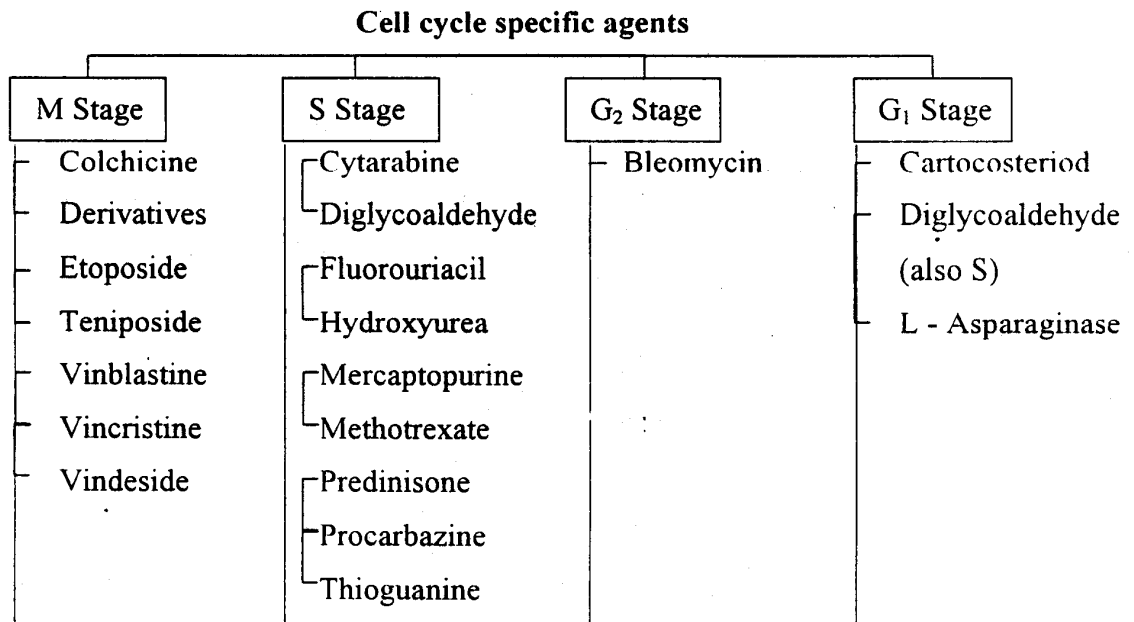 Cell cycle specific agents
M Stage
Colchicine
Derivatives
Etoposide
Teniposide
Vinblastine
Vincristine
Vindeside
S Stage
Cytarabine
Diglycoaldehyde
Fluorouriacil
Hydroxyurea
Mercaptopurine
Methotrexate
Predinisone
Procarbazine
Thioguanine
G₂ Stage
Bleomycin
G₁ Stage
Cartocosteriod
Diglycoaldehyde
(also S)
L - Asparaginase